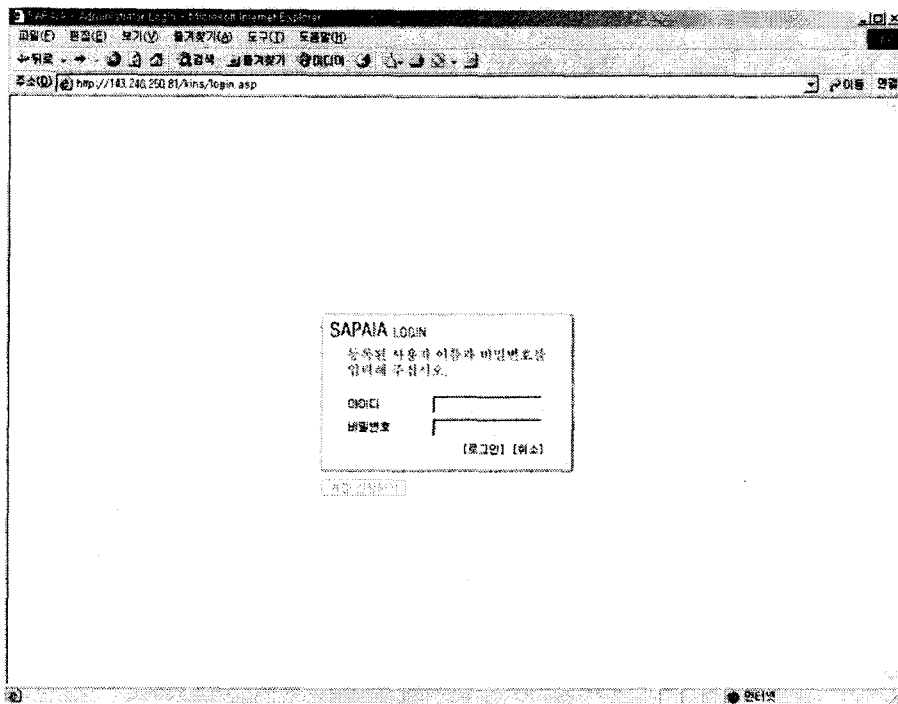 SAPAIA - Administrator Login - Microsoft Internet Explorer
파일(F) 편집(E) 보기(V) 즐겨찾기(A) 도구(T) 도움말(H)
뒤로 검색 즐겨찾기 미디어
주소(D) http://143.248.250.81/kins/login.asp 이동 연결
SAPAIA LOGIN
등록된 사용자 이름과 비밀번호를
입력해 주십시오.
아이디
비밀번호
[로그인] [취소]
인터넷